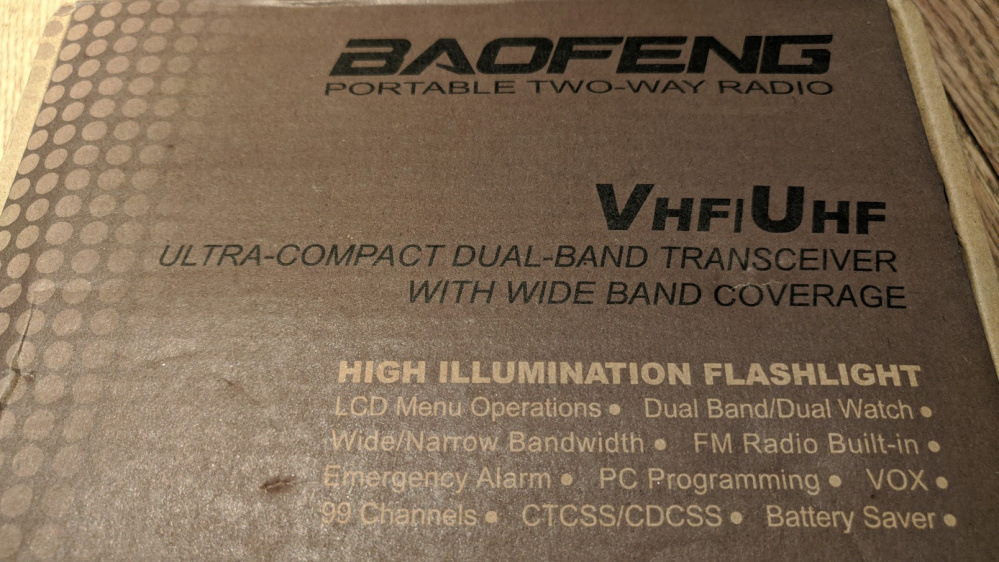 BAOFENG
PORTABLE TWO-WAY RADIO
VHF|UHF
ULTRA-COMPACT DUAL-BAND TRANSCEIVER
WITH WIDE BAND COVERAGE
HIGH ILLUMINATION FLASHLIGHT
LCD Menu Operations ● Dual Band/Dual Watch ●
Wide/Narrow Bandwidth ● FM Radio Built-in ●
Emergency Alarm ● PC Programming ● VOX ●
99 Channels ● CTCSS/CDCSS ● Battery Saver ●